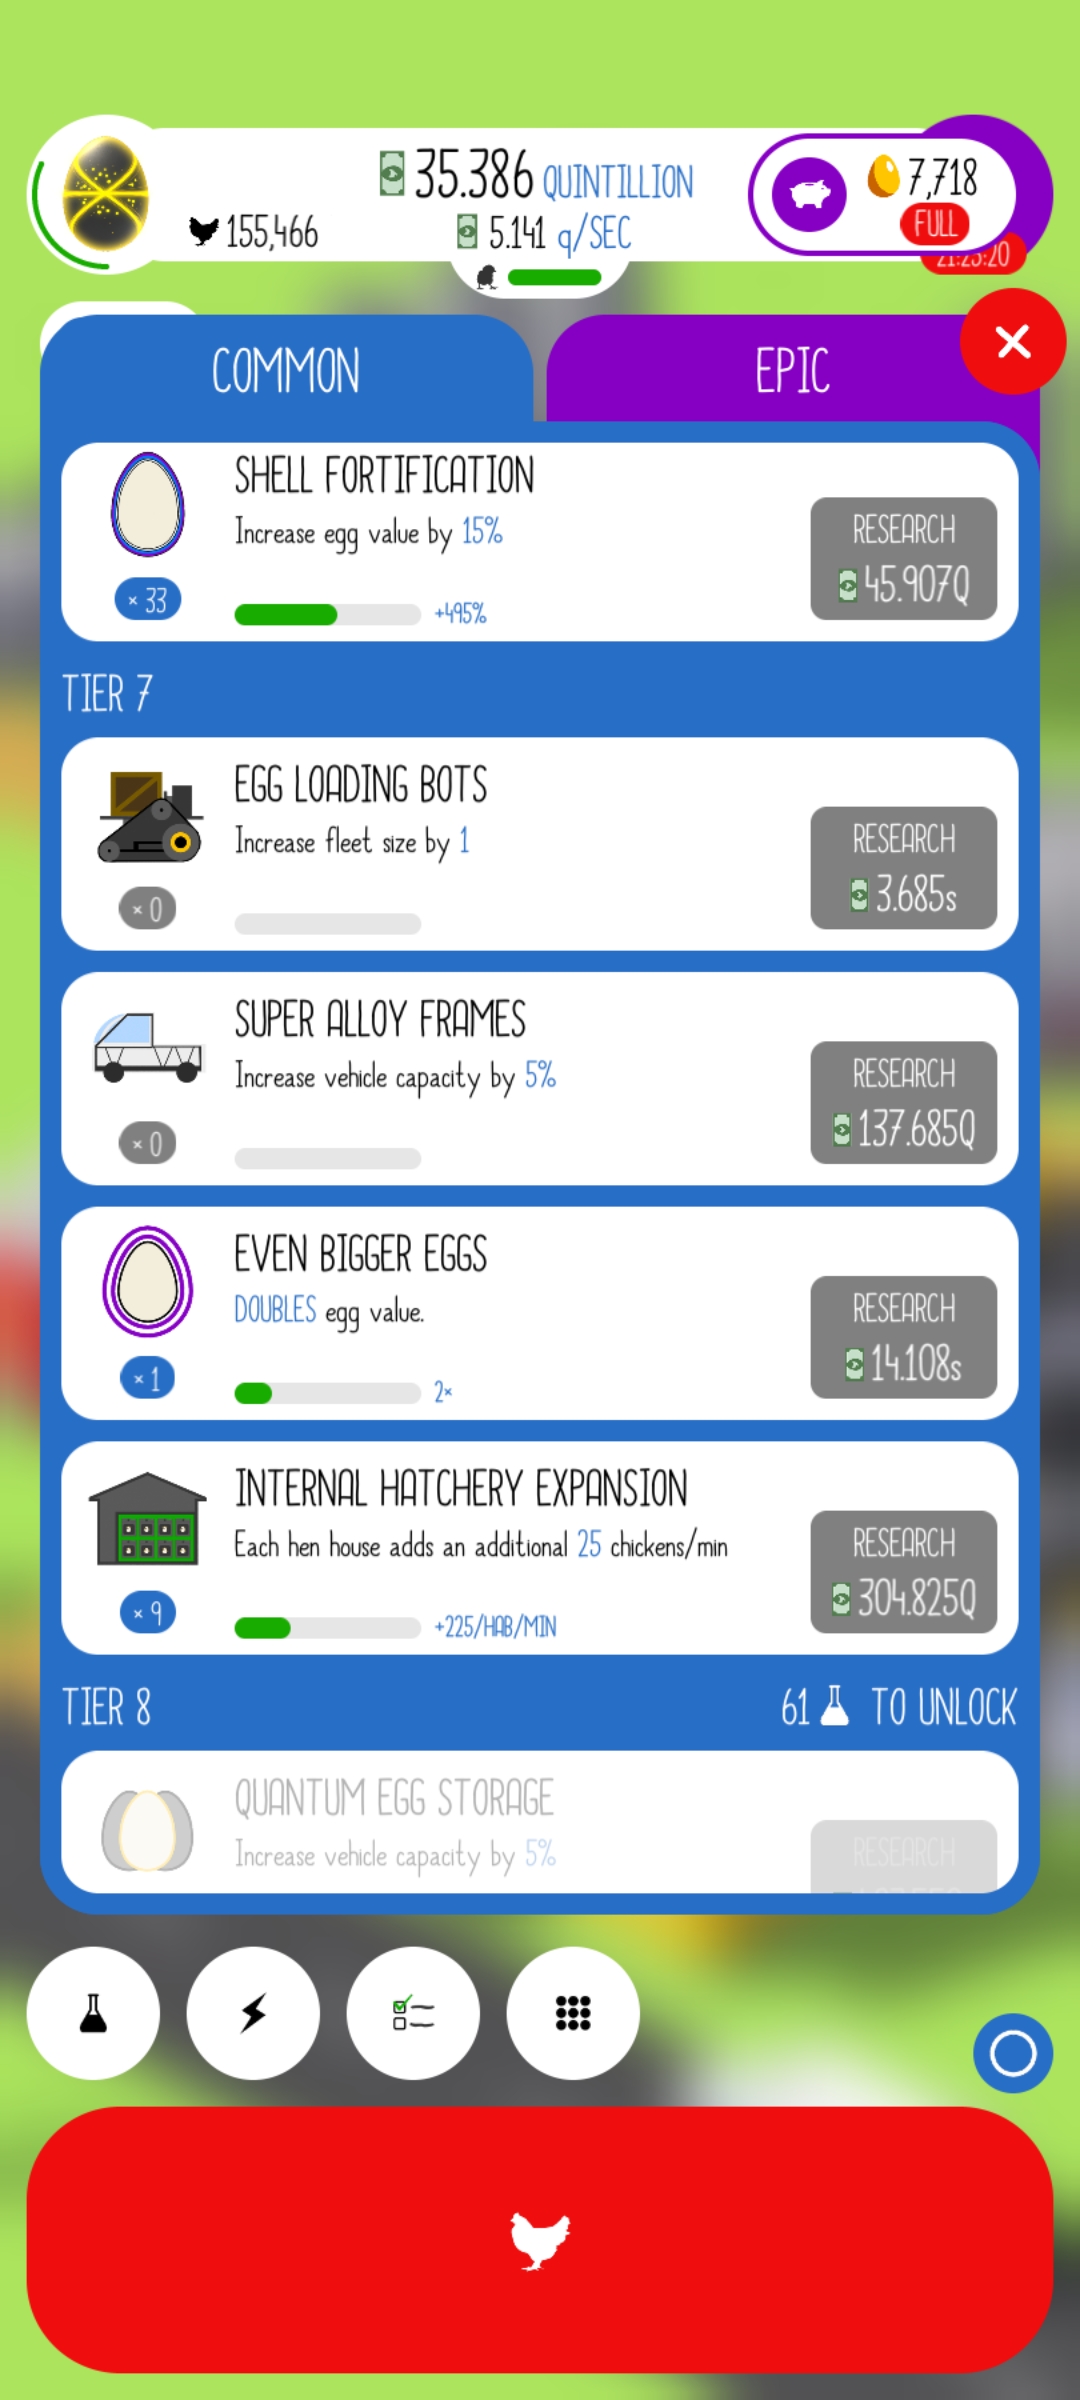 35.386 QUINTILLION
155,466
5.141 q/SEC
7,718
FULL
21:23:20
COMMON
EPIC
SHELL FORTIFICATION
Increase egg value by 15%
× 33
+495%
RESEARCH
45.907Q
TIER 7
EGG LOADING BOTS
Increase fleet size by 1
× 0
RESEARCH
3.685s
SUPER ALLOY FRAMES
Increase vehicle capacity by 5%
× 0
RESEARCH
137.685Q
EVEN BIGGER EGGS
DOUBLES egg value.
× 1
2×
RESEARCH
14.108s
INTERNAL HATCHERY EXPANSION
Each hen house adds an additional 25 chickens/min
× 9
+225/HAB/MIN
RESEARCH
304.825Q
TIER 8
61 TO UNLOCK
QUANTUM EGG STORAGE
Increase vehicle capacity by 5%
RESEARCH